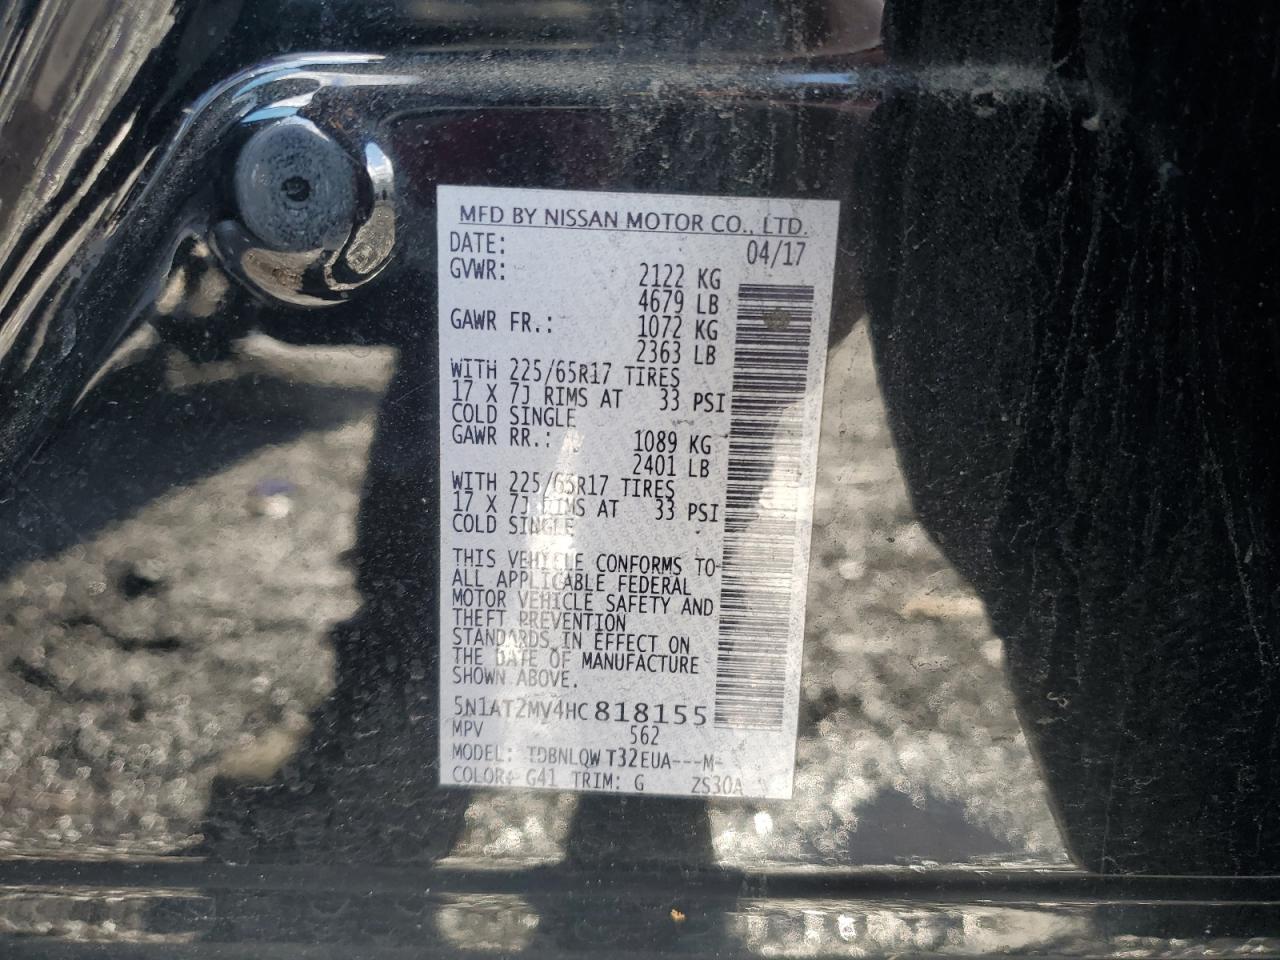 MFD BY NISSAN MOTOR CO., LTD.
DATE: 04/17
GVWR: 2122 KG
4679 LB
GAWR FR.: 1072 KG
2363 LB
WITH 225/65R17 TIRES
17 X 7J RIMS AT 33 PSI
COLD SINGLE
GAWR RR.: 1089 KG
2401 LB
WITH 225/65R17 TIRES
17 X 7J RIMS AT 33 PSI
COLD SINGLE
THIS VEHICLE CONFORMS TO
ALL APPLICABLE FEDERAL
MOTOR VEHICLE SAFETY AND
THEFT PREVENTION
STANDARDS IN EFFECT ON
THE DATE OF MANUFACTURE
SHOWN ABOVE.
5N1AT2MV4HC818155
MPV 562
MODEL: TDBNLQW T32EUA---M-
COLOR: G41 TRIM: G ZS30A